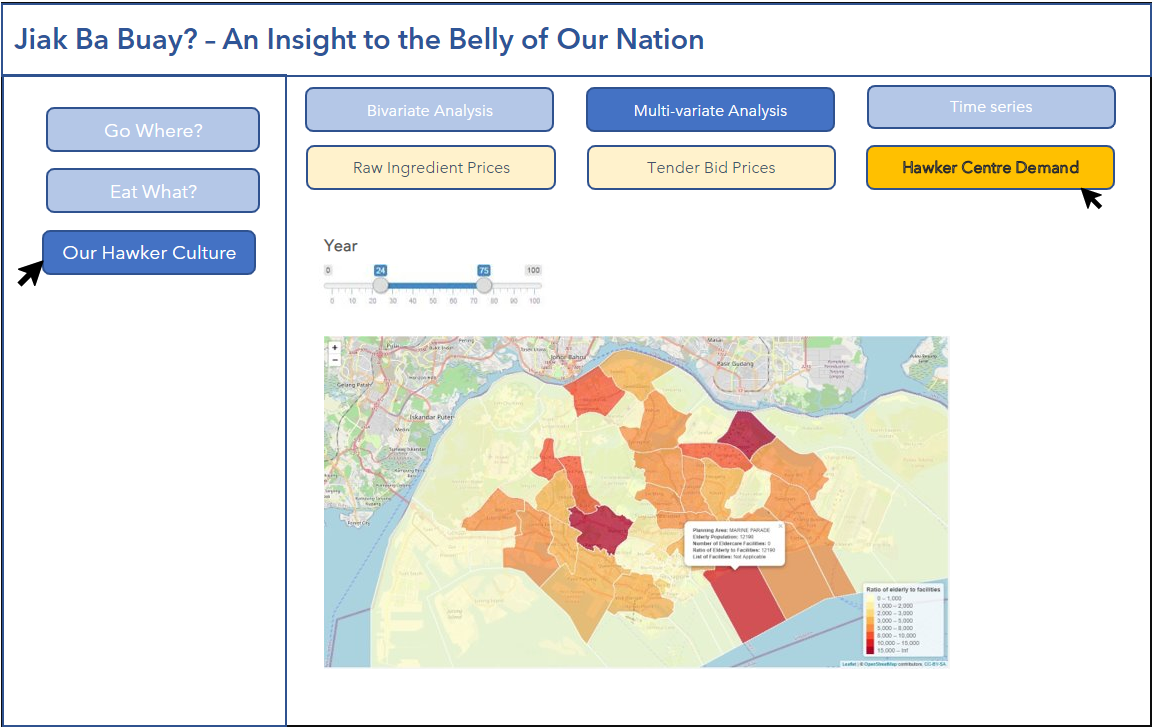 Jiak Ba Buay? – An Insight to the Belly of Our Nation
Go Where?
Eat What?
Our Hawker Culture
Bivariate Analysis
Multi-variate Analysis
Time series
Raw Ingredient Prices
Tender Bid Prices
Hawker Centre Demand
Year
0 24 75 100
0 10 20 30 40 50 60 70 80 90 100
+
−
Johor Bahru
Pasir Gudang
Gelang Patah
Iskandar Puteri
Forest City
Planning Area: MARINE PARADE
Elderly Population: 12190
Number of Eldercare Facilities: 0
Ratio of Elderly to Facilities: 12190
List of Facilities: Not Applicable
Ratio of elderly to facilities
0 – 1,000
1,000 – 2,000
2,000 – 3,000
3,000 – 5,000
5,000 – 8,000
8,000 – 10,000
10,000 – 15,000
15,000 – Inf
Leaflet | © OpenStreetMap contributors, CC-BY-SA